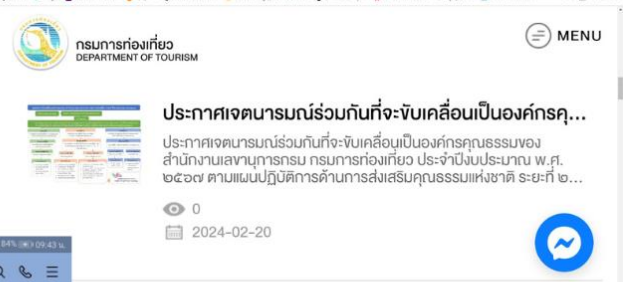 กรมการท่องเที่ยว
DEPARTMENT OF TOURISM
MENU
ประกาศเจตนารมณ์ร่วมกันที่จะขับเคลื่อนเป็นองค์กรคุ...
ประกาศเจตนารมณ์ร่วมกันที่จะขับเคลื่อนเป็นองค์กรคุณธรรมของ
สำนักงานเลขานุการกรม กรมการท่องเที่ยว ประจำปีงบประมาณ พ.ศ.
๒๕๖๗ ตามแผนปฏิบัติการด้านการส่งเสริมคุณธรรมแห่งชาติ ระยะที่ ๒...
0
2024-02-20
84% 09:43 น.